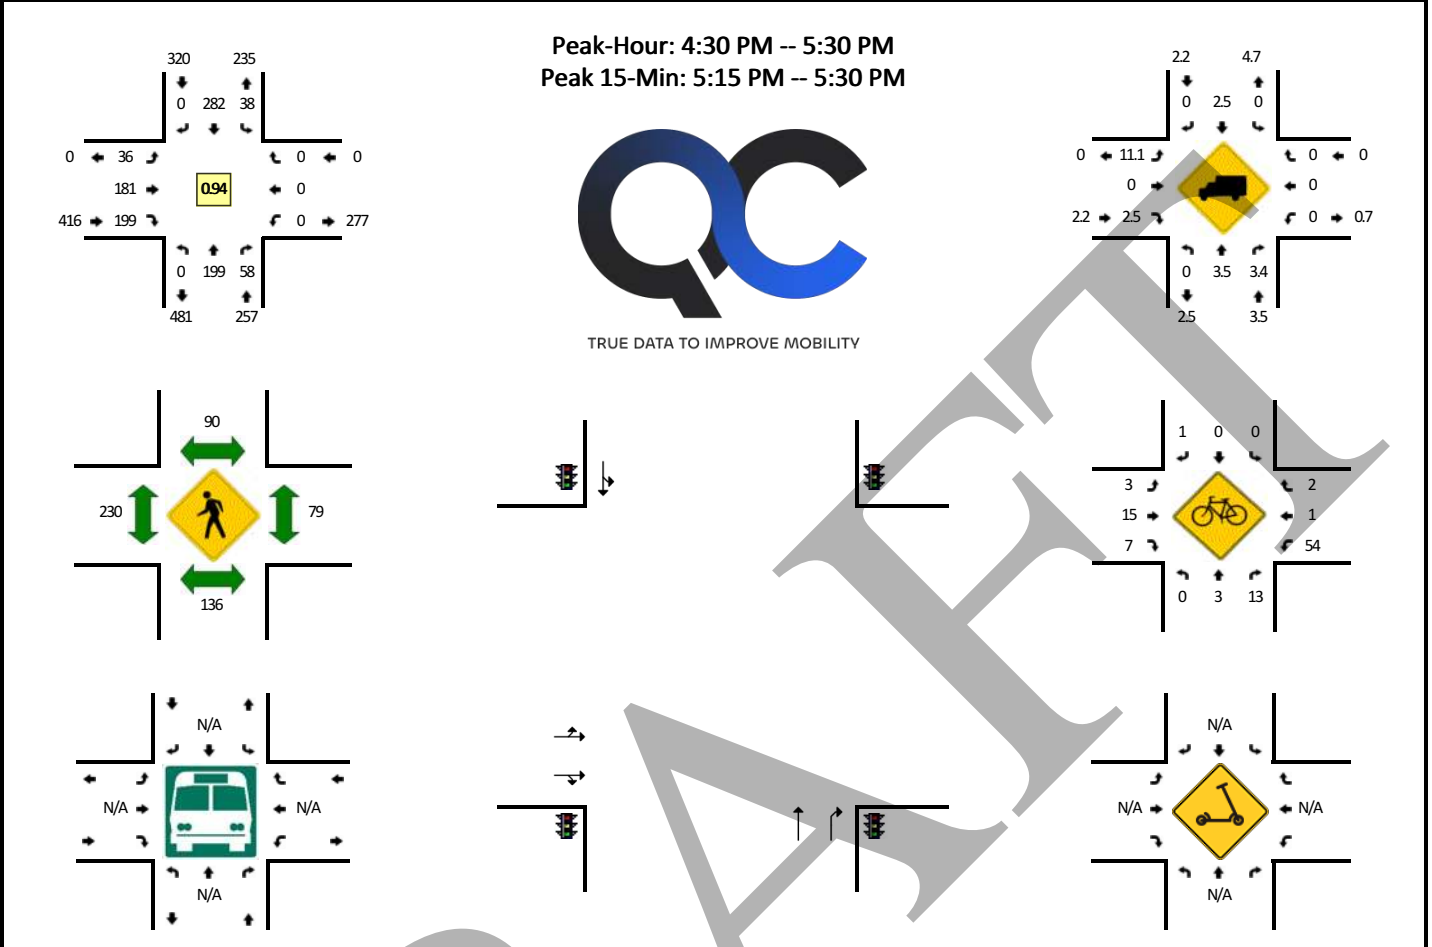 Peak-Hour: 4:30 PM -- 5:30 PM
Peak 15-Min: 5:15 PM -- 5:30 PM
320 235
0 282 38
0 36 0 0
181 0.94 0
416 199 0 277
0 199 58
481 257
QC
TRUE DATA TO IMPROVE MOBILITY
2.2 4.7
0 2.5 0
0 11.1 0 0
0 0
2.2 2.5 0 0.7
0 3.5 3.4
2.5 3.5
90
230 79
136
1 0 0
3 2
15 1
7 54
0 3 13
N/A
N/A N/A
N/A
N/A
N/A N/A
N/A